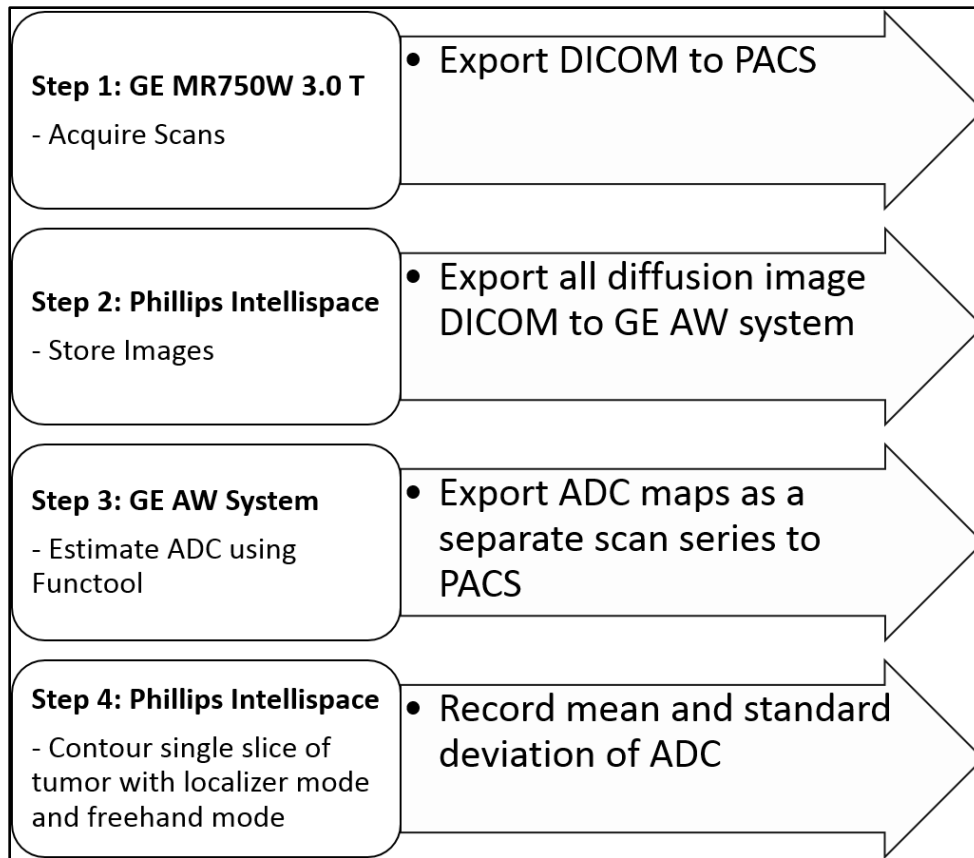 Step 1: GE MR750W 3.0 T
- Acquire Scans
• Export DICOM to PACS
Step 2: Phillips Intellispace
- Store Images
• Export all diffusion image
DICOM to GE AW system
Step 3: GE AW System
- Estimate ADC using
Functool
• Export ADC maps as a
separate scan series to
PACS
Step 4: Phillips Intellispace
- Contour single slice of
tumor with localizer mode
and freehand mode
• Record mean and standard
deviation of ADC